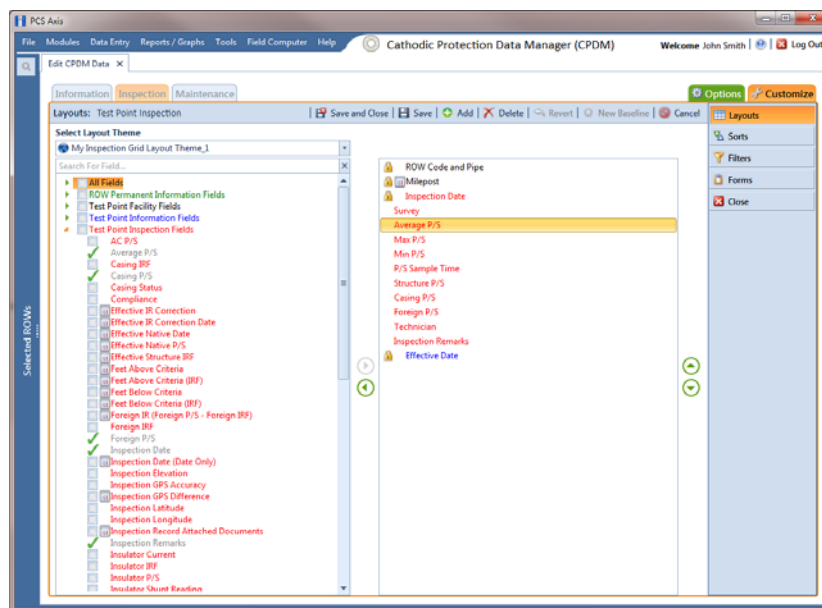 PCS Axis
File Modules Data Entry Reports / Graphs Tools Field Computer Help
Cathodic Protection Data Manager (CPDM)
Welcome John Smith | Log Out
Edit CPDM Data X
Information Inspection Maintenance
Options Customize
Layouts: Test Point Inspection
Save and Close | Save | Add | Delete | Revert | New Baseline | Cancel
Select Layout Theme
My Inspection Grid Layout Theme_1
Search For Field...
All Fields
ROW Permanent Information Fields
Test Point Facility Fields
Test Point Information Fields
Test Point Inspection Fields
AC P/S
Average P/S
Casing IRF
Casing P/S
Casing Status
Compliance
Effective IR Correction
Effective IR Correction Date
Effective Native Date
Effective Native P/S
Effective Structure IRF
Feet Above Criteria
Feet Above Criteria (IRF)
Feet Below Criteria
Feet Below Criteria (IRF)
Foreign IR (Foreign P/S - Foreign IRF)
Foreign IRF
Foreign P/S
Inspection Date
Inspection Date (Date Only)
Inspection Elevation
Inspection GPS Accuracy
Inspection GPS Difference
Inspection Latitude
Inspection Longitude
Inspection Record Attached Documents
Inspection Remarks
Insulator Current
Insulator IRF
Insulator P/S
Insulator Shunt Reading
ROW Code and Pipe
Milepost
Inspection Date
Survey
Average P/S
Max P/S
Min P/S
P/S Sample Time
Structure P/S
Casing P/S
Foreign P/S
Technician
Inspection Remarks
Effective Date
Layouts
Sorts
Filters
Forms
Close
Selected ROWs